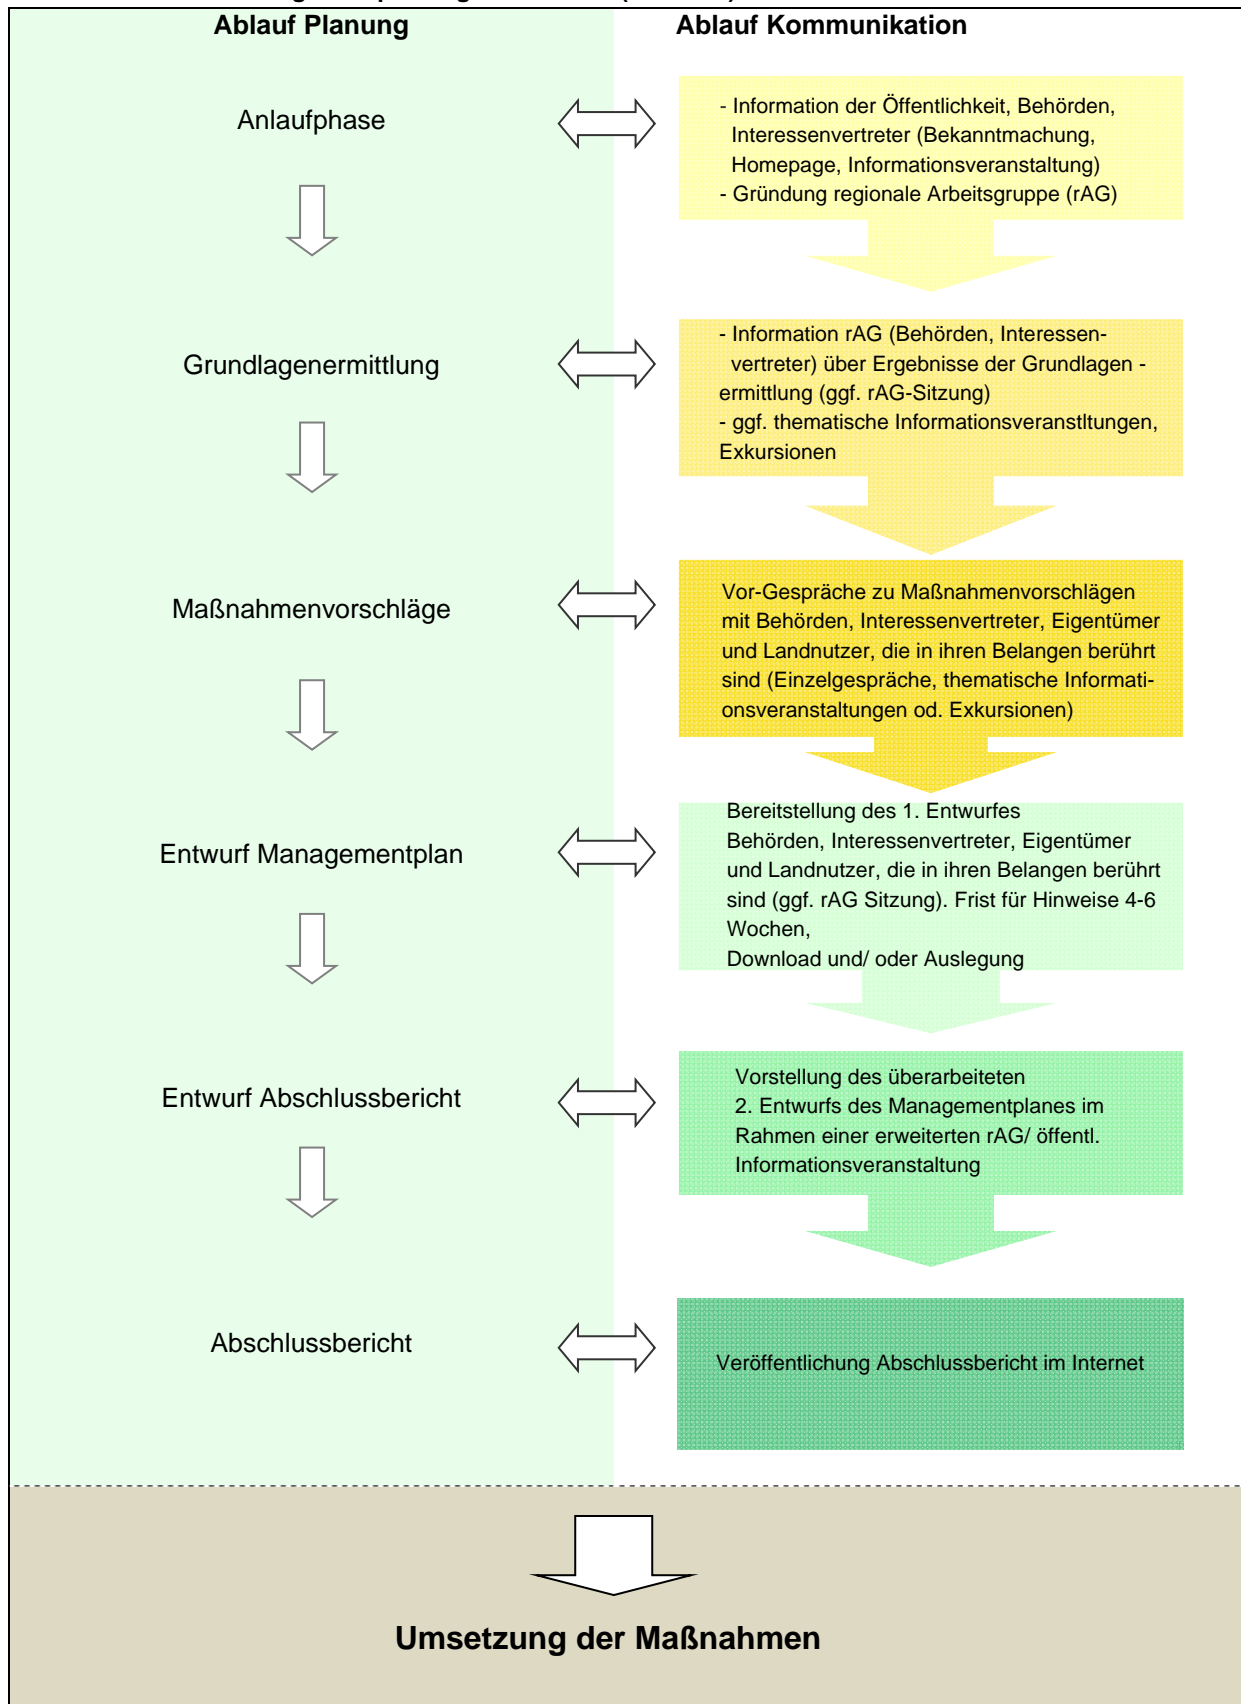 Ablauf Planung
Ablauf Kommunikation
Anlaufphase
- Information der Öffentlichkeit, Behörden,
Interessenvertreter (Bekanntmachung,
Homepage, Informationsveranstaltung)
- Gründung regionale Arbeitsgruppe (rAG)
Grundlagenermittlung
- Information rAG (Behörden, Interessen-
vertreter) über Ergebnisse der Grundlagen -
ermittlung (ggf. rAG-Sitzung)
- ggf. thematische Informationsveranstltungen,
Exkursionen
Maßnahmenvorschläge
Vor-Gespräche zu Maßnahmenvorschlägen
mit Behörden, Interessenvertreter, Eigentümer
und Landnutzer, die in ihren Belangen berührt
sind (Einzelgespräche, thematische Informati-
onsveranstaltungen od. Exkursionen)
Entwurf Managementplan
Bereitstellung des 1. Entwurfes
Behörden, Interessenvertreter, Eigentümer
und Landnutzer, die in ihren Belangen berührt
sind (ggf. rAG Sitzung). Frist für Hinweise 4-6
Wochen,
Download und/ oder Auslegung
Entwurf Abschlussbericht
Vorstellung des überarbeiteten
2. Entwurfs des Managementplanes im
Rahmen einer erweiterten rAG/ öffentl.
Informationsveranstaltung
Abschlussbericht
Veröffentlichung Abschlussbericht im Internet
Umsetzung der Maßnahmen